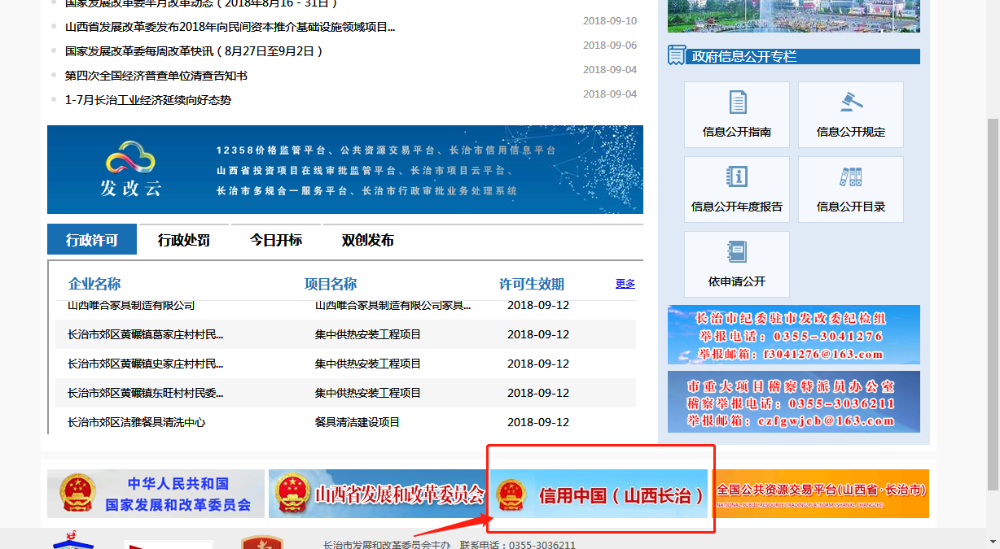 国家发展改革委半月改革动态（2018年8月16－31日）
山西省发展改革委发布2018年向民间资本推介基础设施领域项目...
2018-09-10
国家发展改革委每周改革快讯（8月27日至9月2日）
2018-09-06
第四次全国经济普查单位清查告知书
2018-09-04
1-7月长治工业经济延续向好态势
2018-09-04
发改云
12358价格监管平台、公共资源交易平台、长治市信用信息平台
山西省投资项目在线审批监管平台、长治市项目云平台、
长治市多规合一服务平台、长治市行政审批业务处理系统
行政许可 行政处罚 今日开标 双创发布
企业名称 项目名称 许可生效期 更多
山西唯合家具制造有限公司 山西唯合家具制造有限公司家具... 2018-09-12
长治市郊区黄碾镇葛家庄村村民... 集中供热安装工程项目 2018-09-12
长治市郊区黄碾镇史家庄村村民... 集中供热安装工程项目 2018-09-12
长治市郊区黄碾镇东旺村村民委... 集中供热安装工程项目 2018-09-12
长治市郊区洁雅餐具清洗中心 餐具清洁建设项目 2018-09-12
政府信息公开专栏
信息公开指南 信息公开规定
信息公开年度报告 信息公开目录
依申请公开
长治市纪委驻市发改委纪检组
举报电话：0355-3041276
举报邮箱：f3041276@163.com
市重大项目稽察特派员办公室
稽察举报电话：0355-3036211
举报邮箱：czfgwjcb@163.com
中华人民共和国
国家发展和改革委员会
山西省发展和改革委员会
信用中国（山西长治）
全国公共资源交易平台(山西省·长治市)
NATIONAL PUBLIC RESOURCE TRADING PLATFORM (SHANXI, CHANGZHI)
长治市发展和改革委员会主办 联系电话：0355-3036211